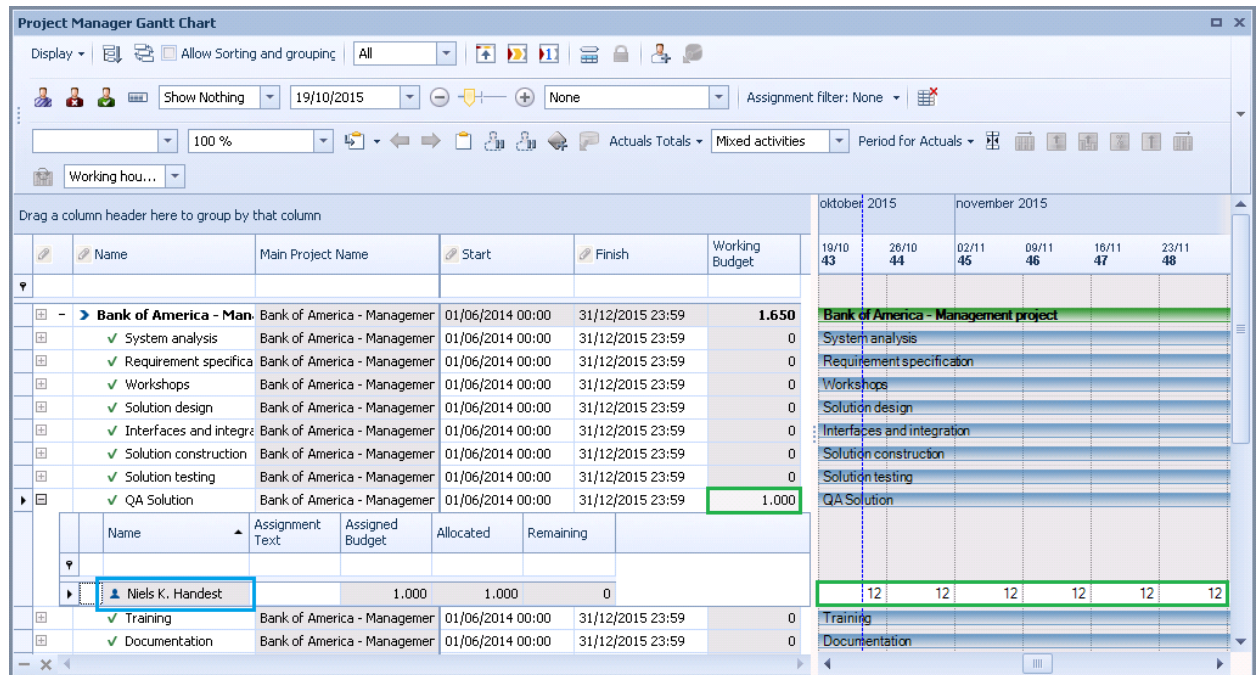 Project Manager Gantt Chart
Display Allow Sorting and grouping All
Show Nothing 19/10/2015 None Assignment filter: None
100 % Actuals Totals Mixed activities Period for Actuals
Working hou...
Drag a column header here to group by that column
oktober 2015 november 2015
Name Main Project Name Start Finish Working Budget
19/10 43 26/10 44 02/11 45 09/11 46 16/11 47 23/11 48
Bank of America - Man Bank of America - Managemer 01/06/2014 00:00 31/12/2015 23:59 1.650 Bank of America - Management project
System analysis Bank of America - Managemer 01/06/2014 00:00 31/12/2015 23:59 0 System analysis
Requirement specifica Bank of America - Managemer 01/06/2014 00:00 31/12/2015 23:59 0 Requirement specification
Workshops Bank of America - Managemer 01/06/2014 00:00 31/12/2015 23:59 0 Workshops
Solution design Bank of America - Managemer 01/06/2014 00:00 31/12/2015 23:59 0 Solution design
Interfaces and integra Bank of America - Managemer 01/06/2014 00:00 31/12/2015 23:59 0 Interfaces and integration
Solution construction Bank of America - Managemer 01/06/2014 00:00 31/12/2015 23:59 0 Solution construction
Solution testing Bank of America - Managemer 01/06/2014 00:00 31/12/2015 23:59 0 Solution testing
QA Solution Bank of America - Managemer 01/06/2014 00:00 31/12/2015 23:59 1.000 QA Solution
Name Assignment Text Assigned Budget Allocated Remaining
Niels K. Handest 1.000 1.000 0 12 12 12 12 12 12
Training Bank of America - Managemer 01/06/2014 00:00 31/12/2015 23:59 0 Training
Documentation Bank of America - Managemer 01/06/2014 00:00 31/12/2015 23:59 0 Documentation